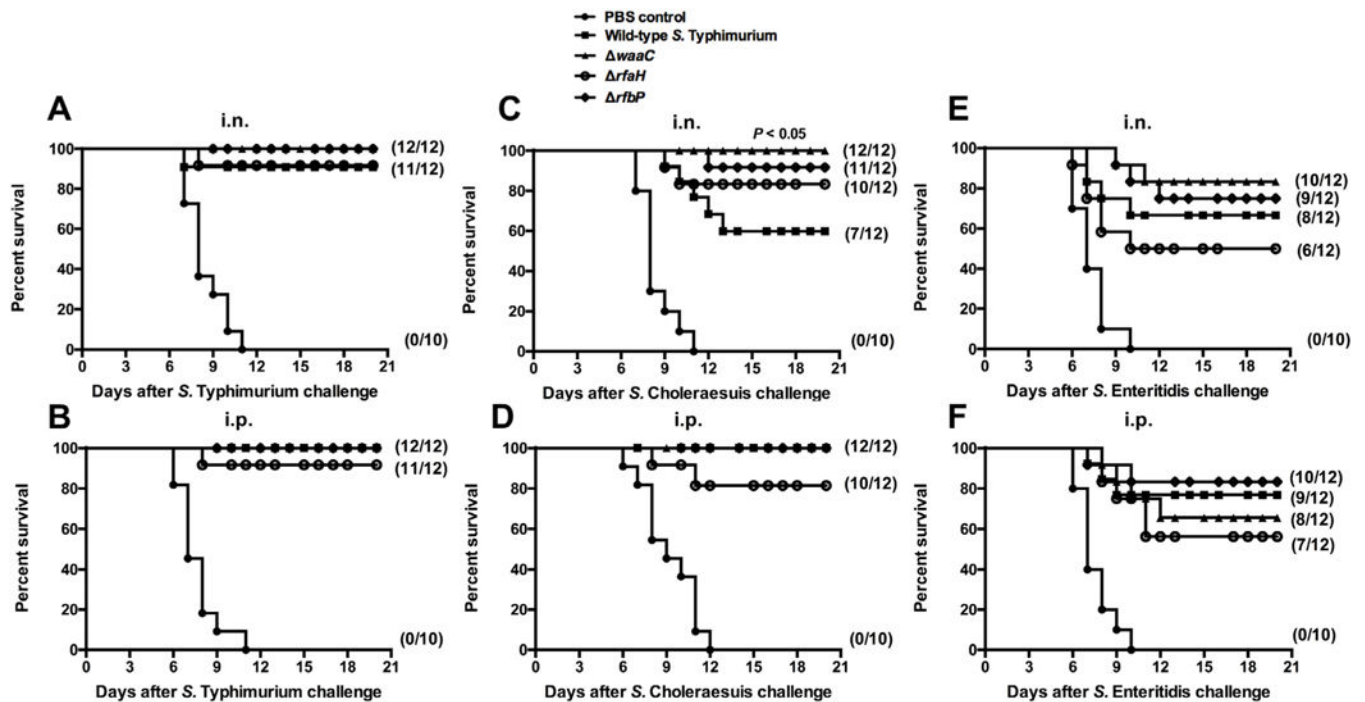 PBS control
Wild-type S. Typhimurium
ΔwaaC
ΔrfaH
ΔrfbP
A
i.n.
Percent survival
100
80
60
40
20
0
(12/12)
(11/12)
(0/10)
0 3 6 9 12 15 18 21
Days after S. Typhimurium challenge
C
i.n.
P < 0.05
Percent survival
100
80
60
40
20
0
(12/12)
(11/12)
(10/12)
(7/12)
(0/10)
0 3 6 9 12 15 18 21
Days after S. Choleraesuis challenge
E
i.n.
Percent survival
100
80
60
40
20
0
(10/12)
(9/12)
(8/12)
(6/12)
(0/10)
0 3 6 9 12 15 18 21
Days after S. Enteritidis challenge
B
i.p.
Percent survival
100
80
60
40
20
0
(12/12)
(11/12)
(0/10)
0 3 6 9 12 15 18 21
Days after S. Typhimurium challenge
D
i.p.
Percent survival
100
80
60
40
20
0
(12/12)
(10/12)
(0/10)
0 3 6 9 12 15 18 21
Days after S. Choleraesuis challenge
F
i.p.
Percent survival
100
80
60
40
20
0
(10/12)
(9/12)
(8/12)
(7/12)
(0/10)
0 3 6 9 12 15 18 21
Days after S. Enteritidis challenge